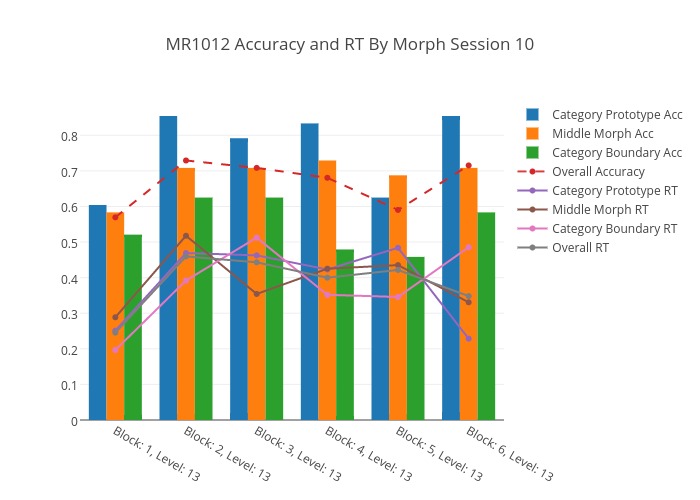 MR1012 Accuracy and RT By Morph Session 10
Category Prototype Acc
Middle Morph Acc
Category Boundary Acc
Overall Accuracy
Category Prototype RT
Middle Morph RT
Category Boundary RT
Overall RT
0.8
0.7
0.6
0.5
0.4
0.3
0.2
0.1
0
Block: 1, Level: 13
Block: 2, Level: 13
Block: 3, Level: 13
Block: 4, Level: 13
Block: 5, Level: 13
Block: 6, Level: 13